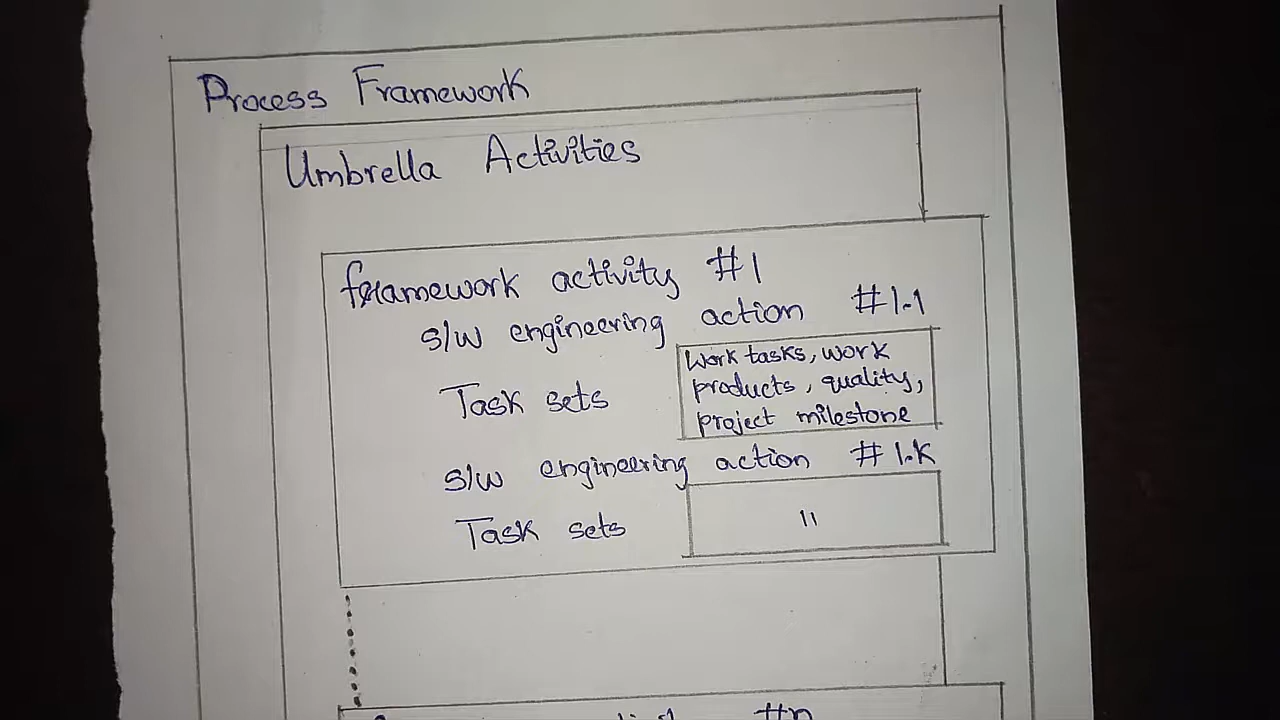 Process Framework
Umbrella Activities
framework activity #1
s/w engineering action #1.1
Task sets
Work tasks, work
products, quality,
project milestone
s/w engineering action #1.K
Task sets
"
#n